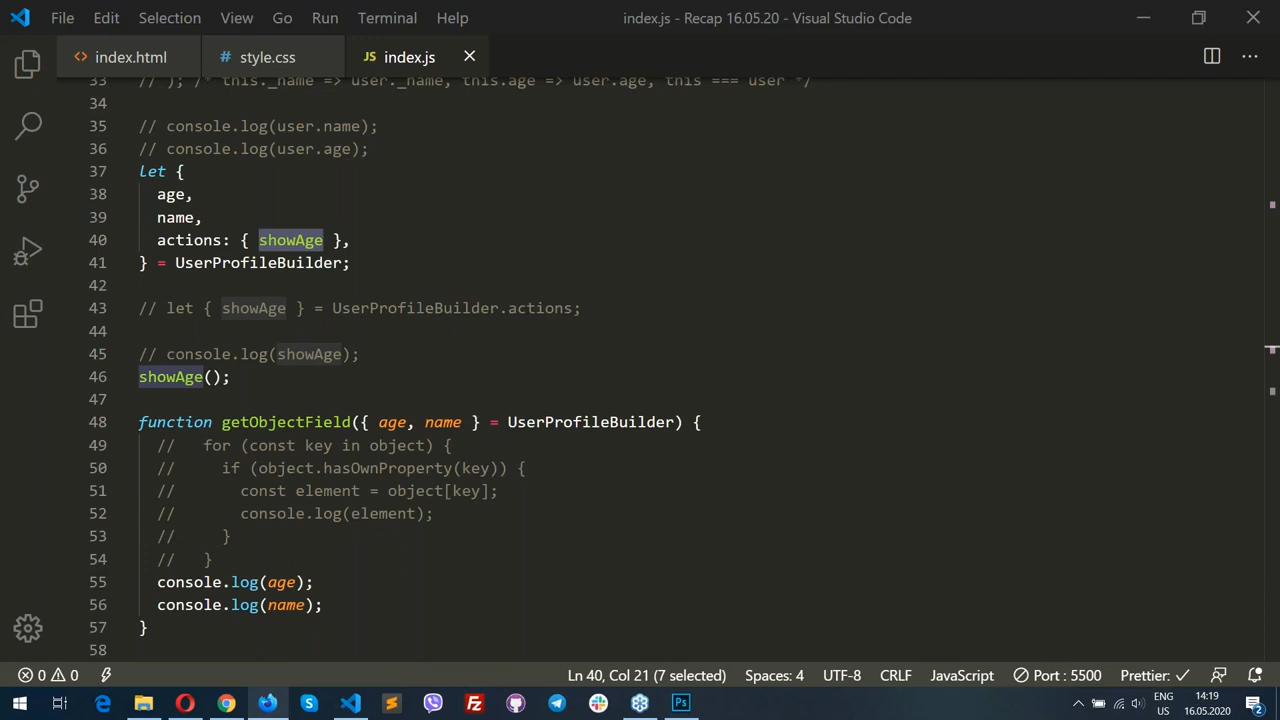 File Edit Selection View Go Run Terminal Help index.js - Recap 16.05.20 - Visual Studio Code
index.html style.css JS index.js
33 // ); /* this._name => user._name, this.age => user.age, this === user */
34
35 // console.log(user.name);
36 // console.log(user.age);
37 let {
38 age,
39 name,
40 actions: { showAge },
41 } = UserProfileBuilder;
42
43 // let { showAge } = UserProfileBuilder.actions;
44
45 // console.log(showAge);
46 showAge();
47
48 function getObjectField({ age, name } = UserProfileBuilder) {
49 // for (const key in object) {
50 // if (object.hasOwnProperty(key)) {
51 // const element = object[key];
52 // console.log(element);
53 // }
54 // }
55 console.log(age);
56 console.log(name);
57 }
58
0 0 Ln 40, Col 21 (7 selected) Spaces: 4 UTF-8 CRLF JavaScript Port : 5500 Prettier: ✓
ENG 14:19
US 16.05.2020 2